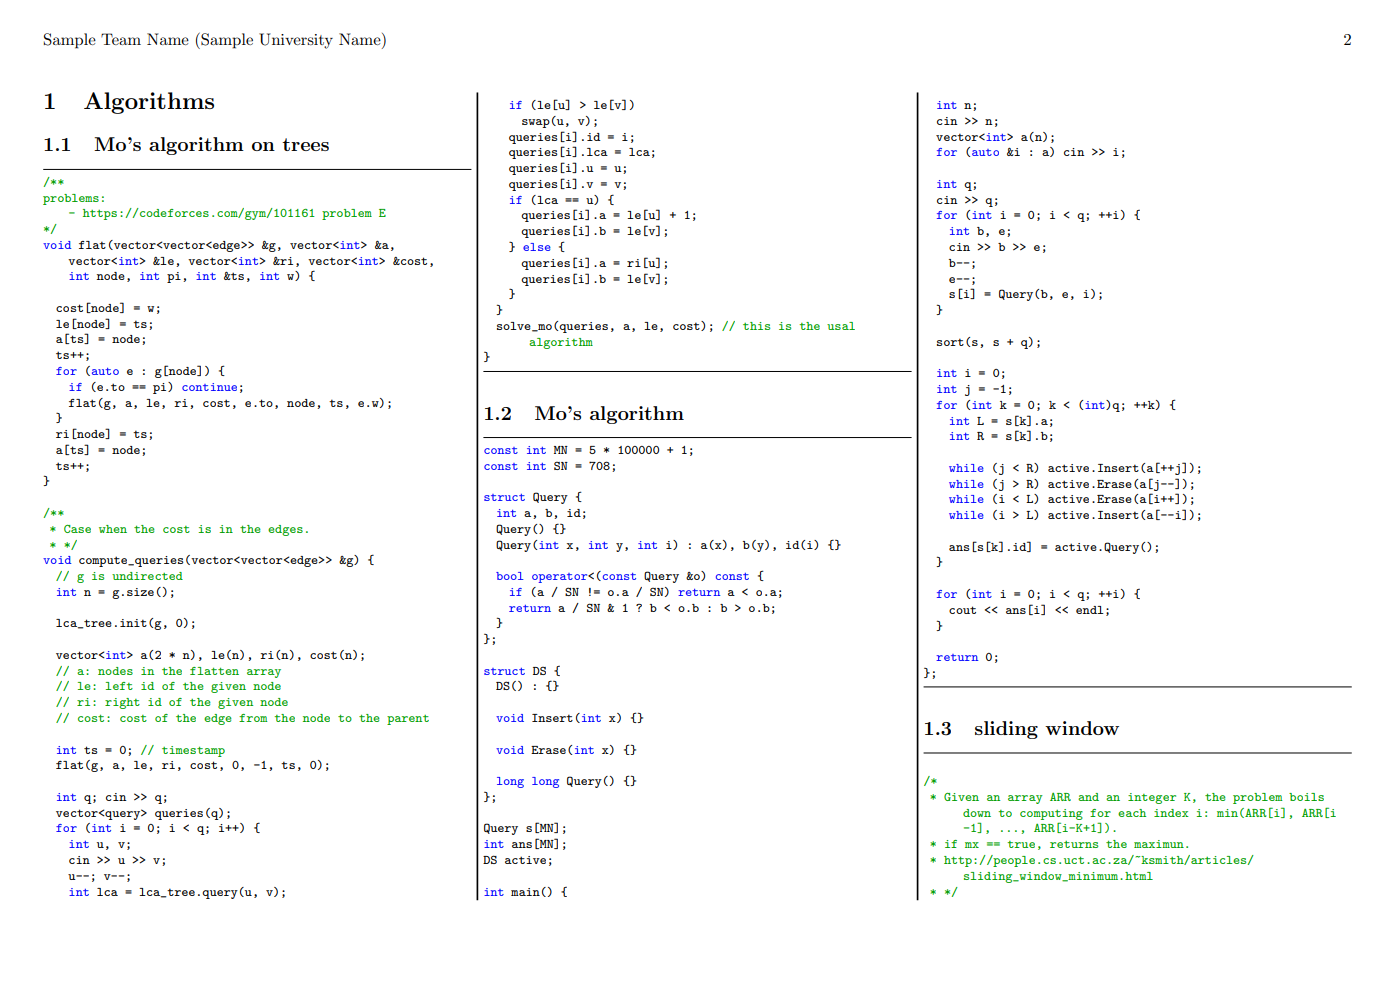 Sample Team Name (Sample University Name)
2
1 Algorithms
1.1 Mo's algorithm on trees
/**
problems:
- https://codeforces.com/gym/101161 problem E
*/
void flat(vector<vector<edge>> &g, vector<int> &a,
vector<int> &le, vector<int> &ri, vector<int> &cost,
int node, int pi, int &ts, int w) {
cost[node] = w;
le[node] = ts;
a[ts] = node;
ts++;
for (auto e : g[node]) {
if (e.to == pi) continue;
flat(g, a, le, ri, cost, e.to, node, ts, e.w);
}
ri[node] = ts;
a[ts] = node;
ts++;
}
/**
* Case when the cost is in the edges.
* */
void compute_queries(vector<vector<edge>> &g) {
// g is undirected
int n = g.size();
lca_tree.init(g, 0);
vector<int> a(2 * n), le(n), ri(n), cost(n);
// a: nodes in the flatten array
// le: left id of the given node
// ri: right id of the given node
// cost: cost of the edge from the node to the parent
int ts = 0; // timestamp
flat(g, a, le, ri, cost, 0, -1, ts, 0);
int q; cin >> q;
vector<query> queries(q);
for (int i = 0; i < q; i++) {
int u, v;
cin >> u >> v;
u--; v--;
int lca = lca_tree.query(u, v);
if (le[u] > le[v])
swap(u, v);
queries[i].id = i;
queries[i].lca = lca;
queries[i].u = u;
queries[i].v = v;
if (lca == u) {
queries[i].a = le[u] + 1;
queries[i].b = le[v];
} else {
queries[i].a = ri[u];
queries[i].b = le[v];
}
}
solve_mo(queries, a, le, cost); // this is the usal
algorithm
}
1.2 Mo's algorithm
const int MN = 5 * 100000 + 1;
const int SN = 708;
struct Query {
int a, b, id;
Query() {}
Query(int x, int y, int i) : a(x), b(y), id(i) {}
bool operator<(const Query &o) const {
if (a / SN != o.a / SN) return a < o.a;
return a / SN & 1 ? b < o.b : b > o.b;
}
};
struct DS {
DS() : {}
void Insert(int x) {}
void Erase(int x) {}
long long Query() {}
};
Query s[MN];
int ans[MN];
DS active;
int main() {
int n;
cin >> n;
vector<int> a(n);
for (auto &i : a) cin >> i;
int q;
cin >> q;
for (int i = 0; i < q; ++i) {
int b, e;
cin >> b >> e;
b--;
e--;
s[i] = Query(b, e, i);
}
sort(s, s + q);
int i = 0;
int j = -1;
for (int k = 0; k < (int)q; ++k) {
int L = s[k].a;
int R = s[k].b;
while (j < R) active.Insert(a[++j]);
while (j > R) active.Erase(a[j--]);
while (i < L) active.Erase(a[i++]);
while (i > L) active.Insert(a[--i]);
ans[s[k].id] = active.Query();
}
for (int i = 0; i < q; ++i) {
cout << ans[i] << endl;
}
return 0;
};
1.3 sliding window
/*
* Given an array ARR and an integer K, the problem boils
down to computing for each index i: min(ARR[i], ARR[i
-1], ..., ARR[i-K+1]).
* if mx == true, returns the maximun.
* http://people.cs.uct.ac.za/~ksmith/articles/
sliding_window_minimum.html
* */